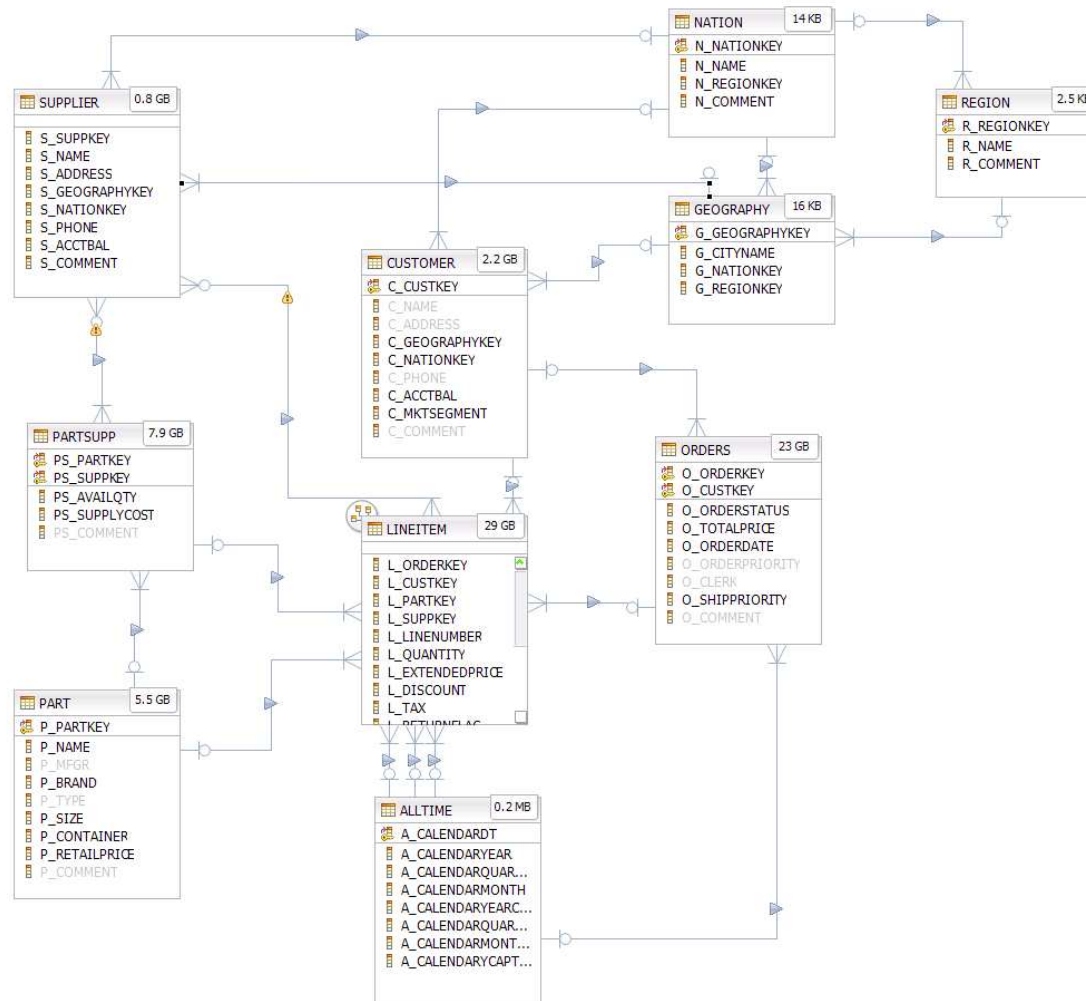 NATION
14 KB
N_NATIONKEY
N_NAME
N_REGIONKEY
N_COMMENT
SUPPLIER
0.8 GB
S_SUPPKEY
S_NAME
S_ADDRESS
S_GEOGRAPHYKEY
S_NATIONKEY
S_PHONE
S_ACCTBAL
S_COMMENT
REGION
2.5 KB
R_REGIONKEY
R_NAME
R_COMMENT
GEOGRAPHY
16 KB
G_GEOGRAPHYKEY
G_CITYNAME
G_NATIONKEY
G_REGIONKEY
CUSTOMER
2.2 GB
C_CUSTKEY
C_NAME
C_ADDRESS
C_GEOGRAPHYKEY
C_NATIONKEY
C_PHONE
C_ACCTBAL
C_MKTSEGMENT
C_COMMENT
PARTSUPP
7.9 GB
PS_PARTKEY
PS_SUPPKEY
PS_AVAILQTY
PS_SUPPLYCOST
PS_COMMENT
ORDERS
23 GB
O_ORDERKEY
O_CUSTKEY
O_ORDERSTATUS
O_TOTALPRICE
O_ORDERDATE
O_ORDERPRIORITY
O_CLERK
O_SHIPPRIORITY
O_COMMENT
LINEITEM
29 GB
L_ORDERKEY
L_CUSTKEY
L_PARTKEY
L_SUPPKEY
L_LINENUMBER
L_QUANTITY
L_EXTENDEDPRICE
L_DISCOUNT
L_TAX
L_RETURNFLAG
PART
5.5 GB
P_PARTKEY
P_NAME
P_MFGR
P_BRAND
P_TYPE
P_SIZE
P_CONTAINER
P_RETAILPRICE
P_COMMENT
ALLTIME
0.2 MB
A_CALENDARDT
A_CALENDARYEAR
A_CALENDARQUAR...
A_CALENDARMONTH
A_CALENDARYEARC...
A_CALENDARQUAR...
A_CALENDARMONT...
A_CALENDARYCAPT...